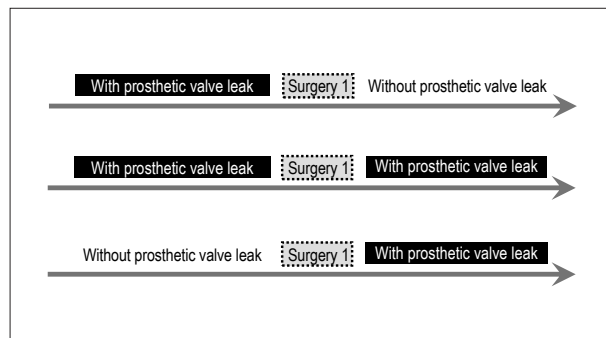 With prosthetic valve leak Surgery 1 Without prosthetic valve leak
With prosthetic valve leak Surgery 1 With prosthetic valve leak
Without prosthetic valve leak Surgery 1 With prosthetic valve leak